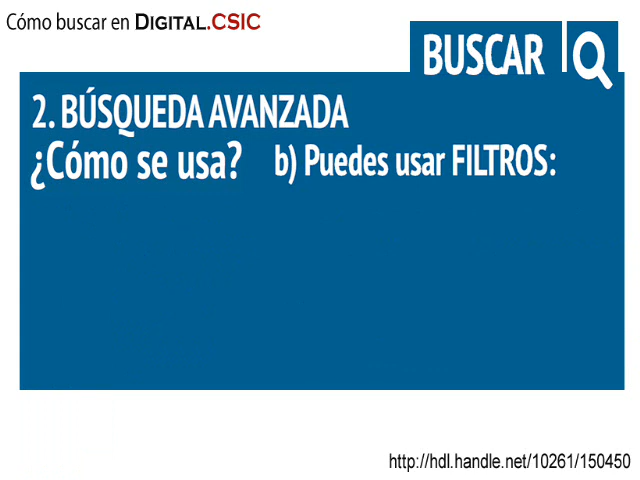 Cómo buscar en DIGITAL.CSIC
BUSCAR
2. BÚSQUEDA AVANZADA
¿Cómo se usa? b) Puedes usar FILTROS:
http://hdl.handle.net/10261/150450